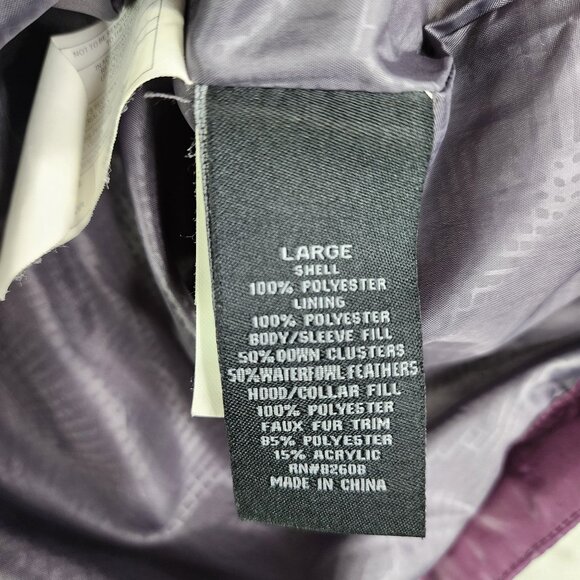 LARGE
SHELL
100% POLYESTER
LINING
100% POLYESTER
BODY/SLEEVE FILL
50% DOWN CLUSTERS
50% WATERFOWL FEATHERS
HOOD/COLLAR FILL
100% POLYESTER
FAUX FUR TRIM
85% POLYESTER
15% ACRYLIC
RN#82608
MADE IN CHINA